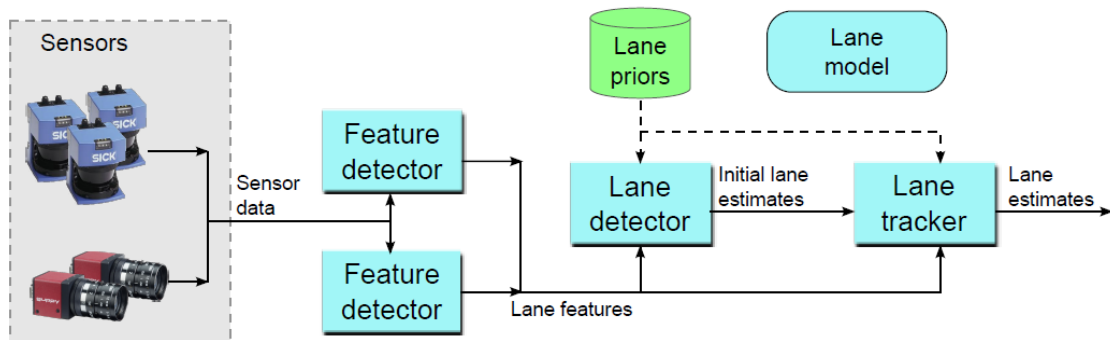 Sensors
SICK
SICK
SICK
Sensor
data
Feature
detector
Feature
detector
Lane features
Lane
priors
Lane
model
Lane
detector
Initial lane
estimates
Lane
tracker
Lane
estimates